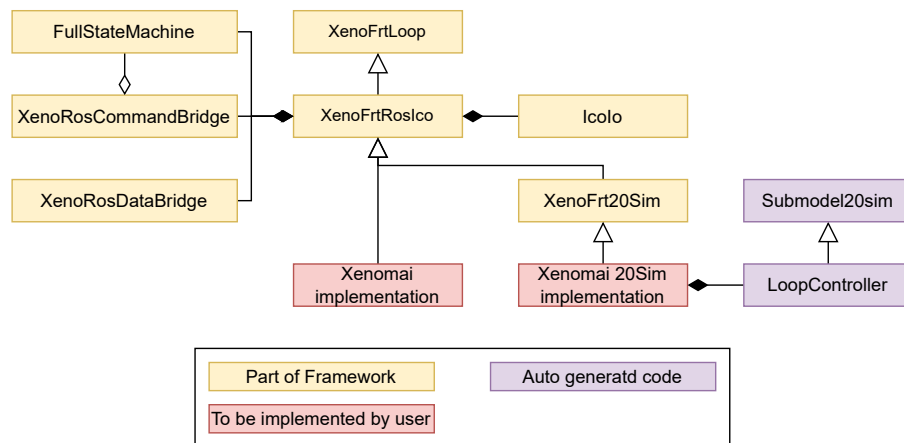 FullStateMachine
XenoFrtLoop
XenoRosCommandBridge
XenoFrtRosIco
IcoIo
XenoRosDataBridge
XenoFrt20Sim
Submodel20sim
Xenomai
implementation
Xenomai 20Sim
implementation
LoopController
Part of Framework
Auto generatd code
To be implemented by user